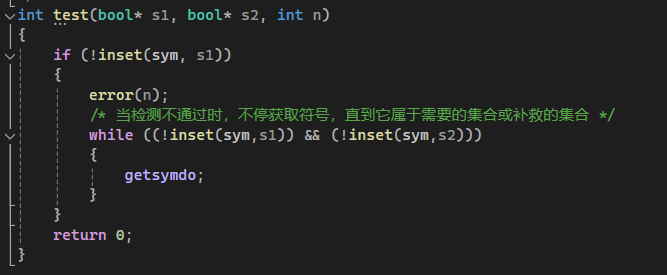 int test(bool* s1, bool* s2, int n)
{
if (!inset(sym, s1))
{
error(n);
/* 当检测不通过时，不停获取符号，直到它属于需要的集合或补救的集合 */
while ((!inset(sym,s1)) && (!inset(sym,s2)))
{
getsymdo;
}
}
return 0;
}